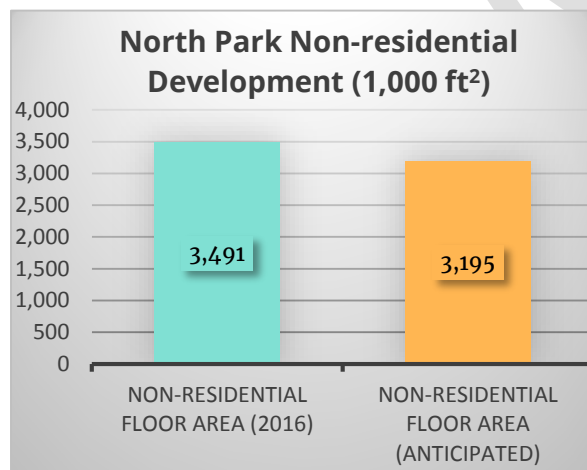 North Park Non-residential
Development (1,000 ft²)
4,000
3,500
3,000
2,500
2,000
1,500
1,000
500
0
3,491
3,195
NON-RESIDENTIAL
FLOOR AREA (2016)
NON-RESIDENTIAL
FLOOR AREA
(ANTICIPATED)